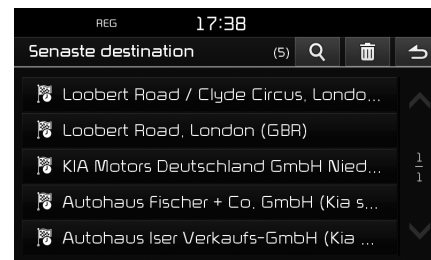 REG 17:38
Senaste destination (5)
Loobert Road / Clyde Circus, Londo...
Loobert Road, London (GBR)
KIA Motors Deutschland GmbH Nied...
Autohaus Fischer + Co. GmbH (Kia s...
Autohaus Iser Verkaufs-GmbH (Kia ...
1
1